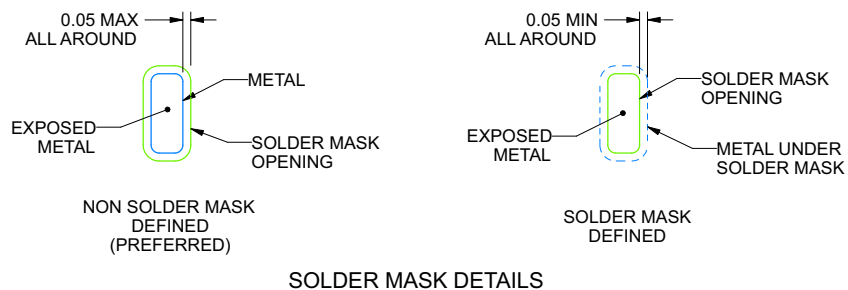 0.05 MAX
ALL AROUND
METAL
EXPOSED
METAL
SOLDER MASK
OPENING
NON SOLDER MASK
DEFINED
(PREFERRED)
0.05 MIN
ALL AROUND
SOLDER MASK
OPENING
EXPOSED
METAL
METAL UNDER
SOLDER MASK
SOLDER MASK
DEFINED
SOLDER MASK DETAILS